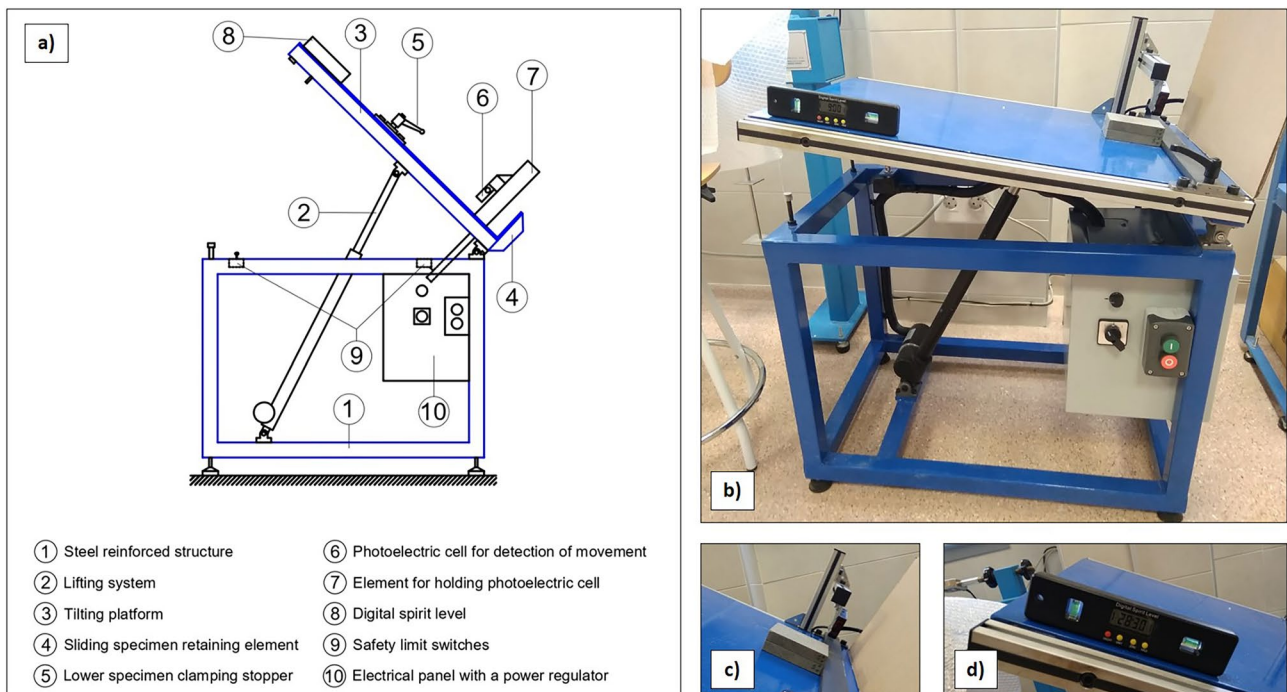 a)
8
3
5
6
7
2
4
9
1
10
1 Steel reinforced structure
2 Lifting system
3 Tilting platform
4 Sliding specimen retaining element
5 Lower specimen clamping stopper
6 Photoelectric cell for detection of movement
7 Element for holding photoelectric cell
8 Digital spirit level
9 Safety limit switches
10 Electrical panel with a power regulator
Digital Spirit Level
b)
c)
Digital Spirit Level
d)